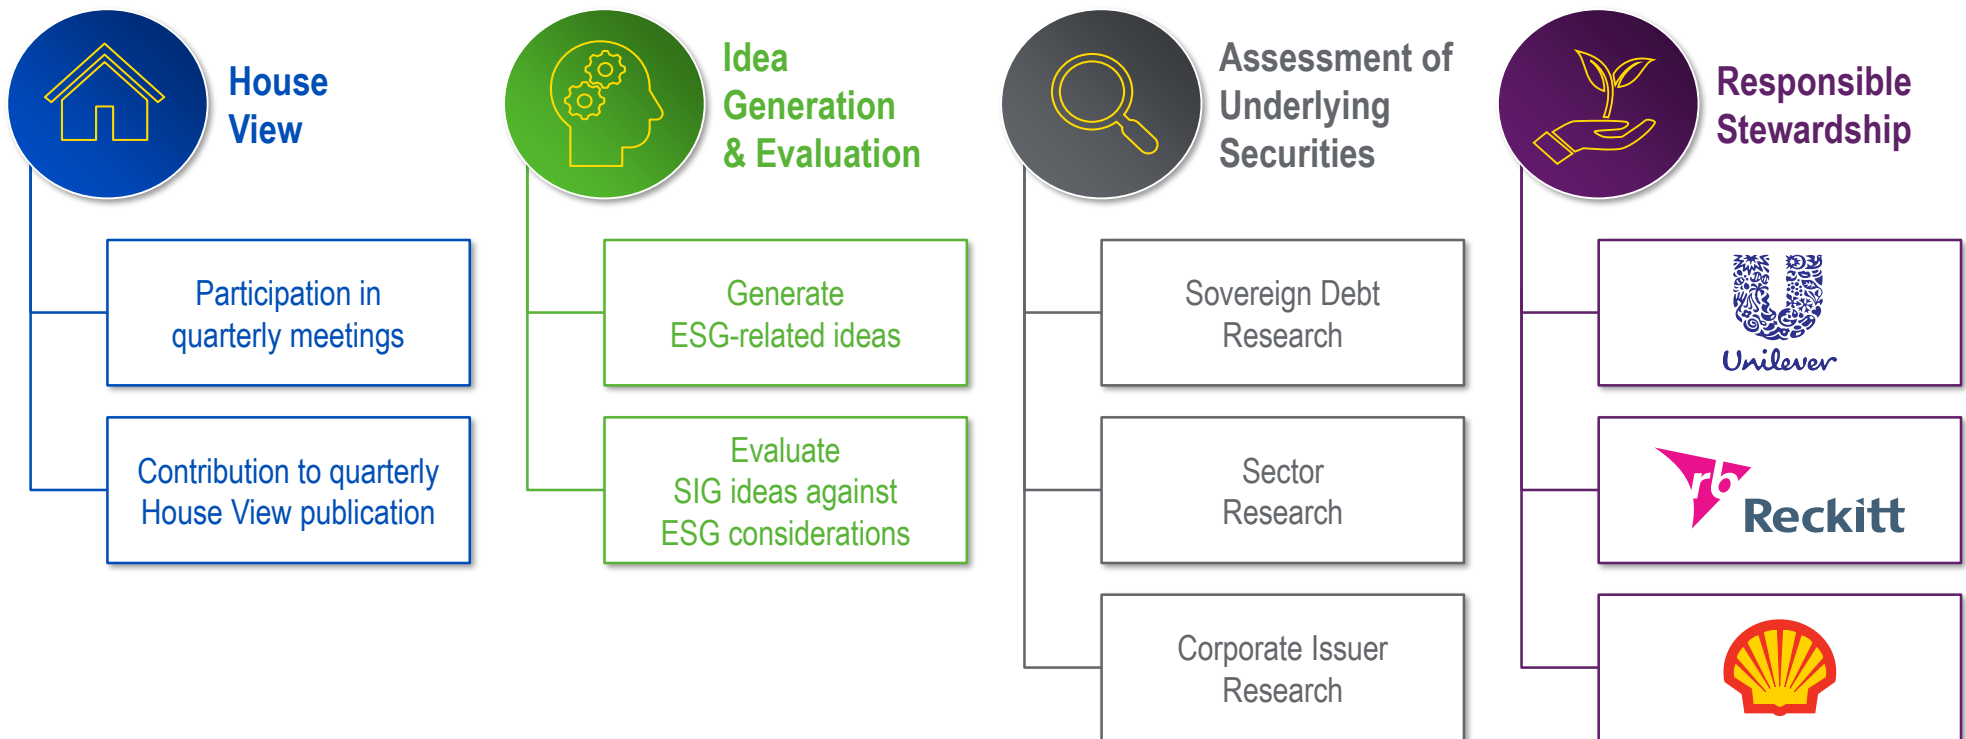 House
View
Participation in
quarterly meetings
Contribution to quarterly
House View publication
Idea
Generation
& Evaluation
Generate
ESG-related ideas
Evaluate
SIG ideas against
ESG considerations
Assessment of
Underlying
Securities
Sovereign Debt
Research
Sector
Research
Corporate Issuer
Research
Responsible
Stewardship
Unilever
rb
Reckitt